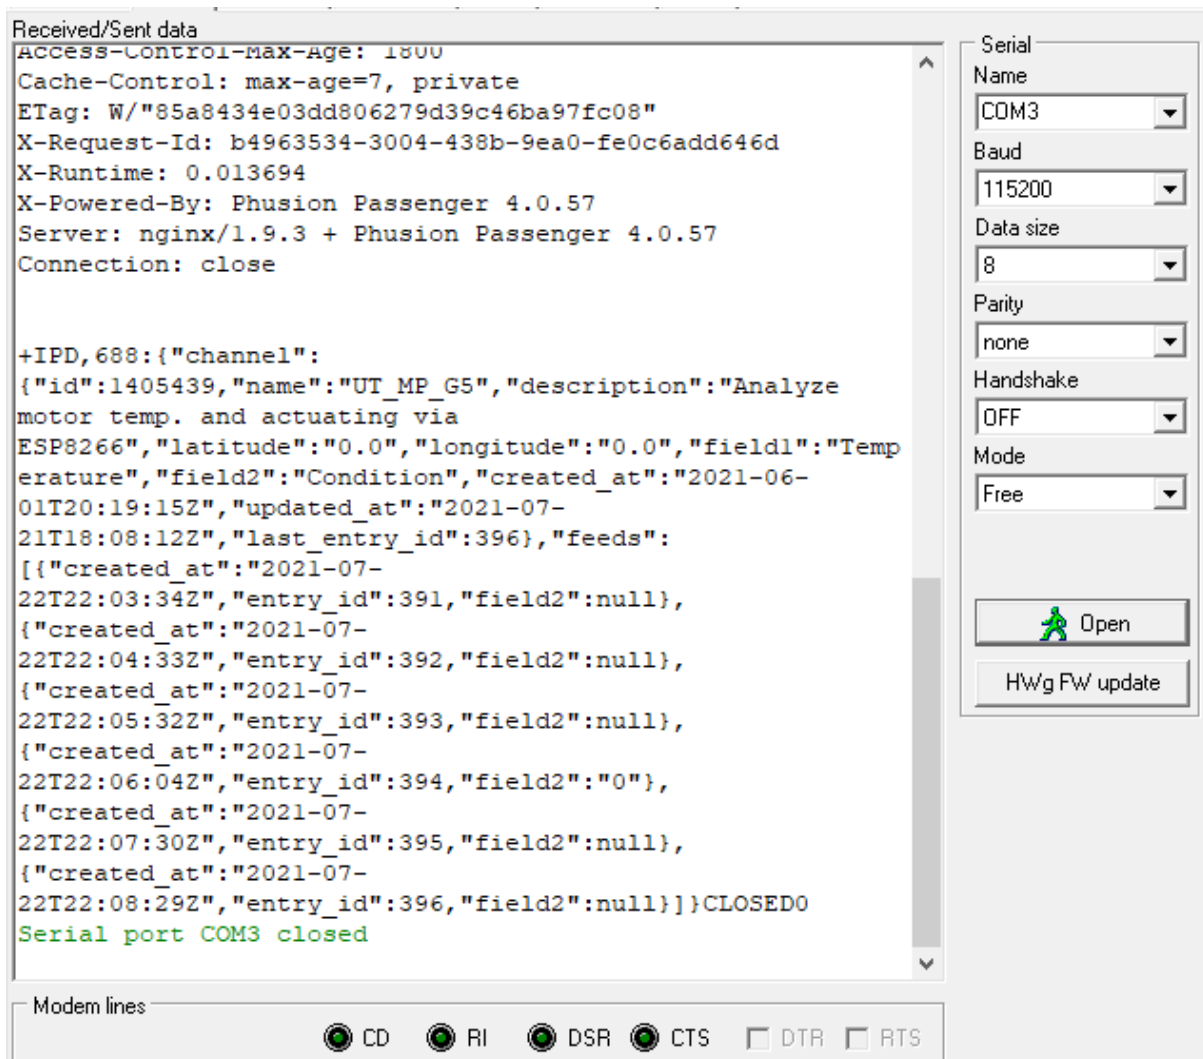 Received/Sent data
Access-Control-Max-Age: 1800
Cache-Control: max-age=7, private
ETag: W/"85a8434e03dd806279d39c46ba97fc08"
X-Request-Id: b4963534-3004-438b-9ea0-fe0c6add646d
X-Runtime: 0.013694
X-Powered-By: Phusion Passenger 4.0.57
Server: nginx/1.9.3 + Phusion Passenger 4.0.57
Connection: close
+IPD,688:{"channel":
{"id":1405439,"name":"UT_MP_G5","description":"Analyze
motor temp. and actuating via
ESP8266","latitude":"0.0","longitude":"0.0","field1":"Temp
erature","field2":"Condition","created_at":"2021-06-
01T20:19:15Z","updated_at":"2021-07-
21T18:08:12Z","last_entry_id":396},"feeds":
[{"created_at":"2021-07-
22T22:03:34Z","entry_id":391,"field2":null},
{"created_at":"2021-07-
22T22:04:33Z","entry_id":392,"field2":null},
{"created_at":"2021-07-
22T22:05:32Z","entry_id":393,"field2":null},
{"created_at":"2021-07-
22T22:06:04Z","entry_id":394,"field2":"0"},
{"created_at":"2021-07-
22T22:07:30Z","entry_id":395,"field2":null},
{"created_at":"2021-07-
22T22:08:29Z","entry_id":396,"field2":null}]}CLOSED0
Serial port COM3 closed
Serial
Name
COM3
Baud
115200
Data size
8
Parity
none
Handshake
OFF
Mode
Free
Open
HWg FW update
Modem lines
CD RI DSR CTS DTR RTS